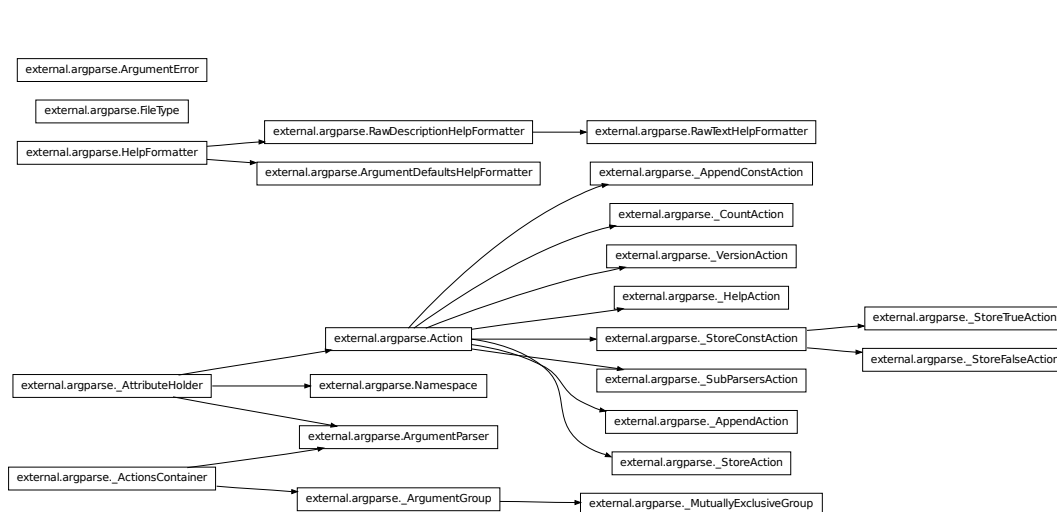 external.argparse.ArgumentError
external.argparse.FileType
external.argparse.HelpFormatter
external.argparse.RawDescriptionHelpFormatter
external.argparse.RawTextHelpFormatter
external.argparse.ArgumentDefaultsHelpFormatter
external.argparse._AppendConstAction
external.argparse._CountAction
external.argparse._VersionAction
external.argparse._HelpAction
external.argparse.Action
external.argparse._StoreConstAction
external.argparse._StoreTrueAction
external.argparse._StoreFalseAction
external.argparse._SubParsersAction
external.argparse._AttributeHolder
external.argparse.Namespace
external.argparse._AppendAction
external.argparse.ArgumentParser
external.argparse._StoreAction
external.argparse._ActionsContainer
external.argparse._ArgumentGroup
external.argparse._MutuallyExclusiveGroup